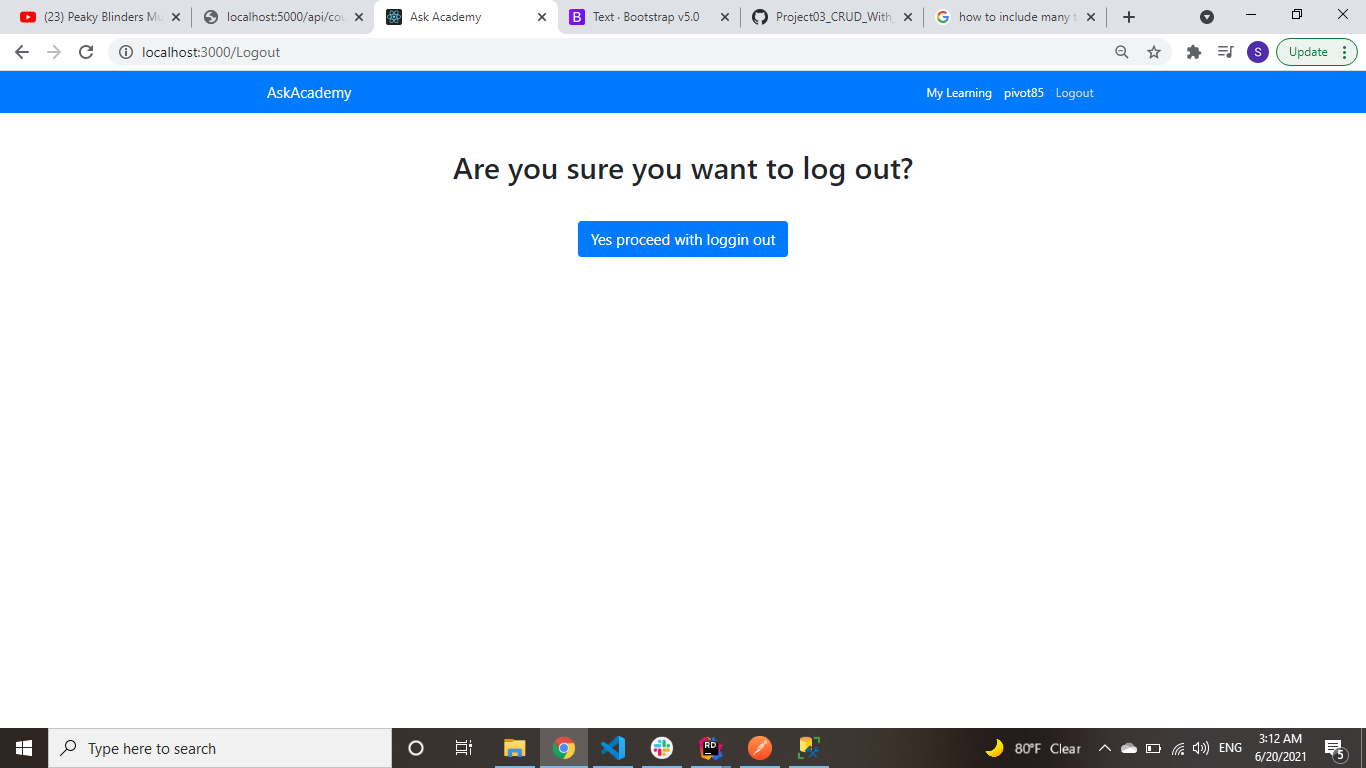 (23) Peaky Blinders Mu
localhost:5000/api/cou
Ask Academy
Text · Bootstrap v5.0
Project03_CRUD_With_
how to include many t
localhost:3000/Logout
S
Update
AskAcademy
My Learning
pivot85
Logout
Are you sure you want to log out?
Yes proceed with loggin out
Type here to search
RD
80°F Clear
ENG
3:12 AM
6/20/2021
5